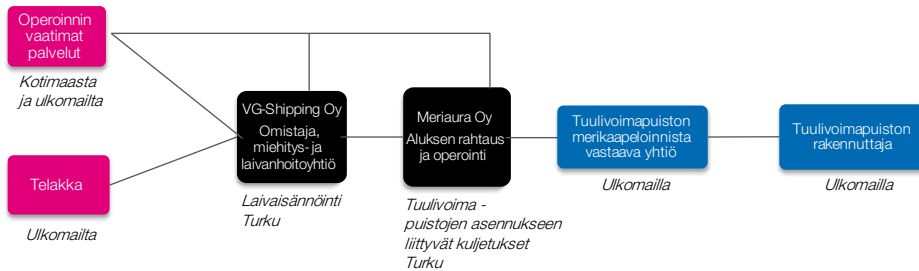 Operoinnin
vaatimat
palvelut
Kotimaasta
ja ulkomailta
Telakka
Ulkomailta
VG-Shipping Oy
Omistaja,
miehitys- ja
laivanhoitoyhtiö
Laivaisännöinti
Turku
Meriaura Oy
Aluksen rahtaus
ja operointi
Tuulivoima -
puistojen asennukseen
liittyvät kuljetukset
Turku
Tuulivoimapuiston
merikaapeloinnista
vastaava yhtiö
Ulkomailla
Tuulivoimapuiston
rakennuttaja
Ulkomailla